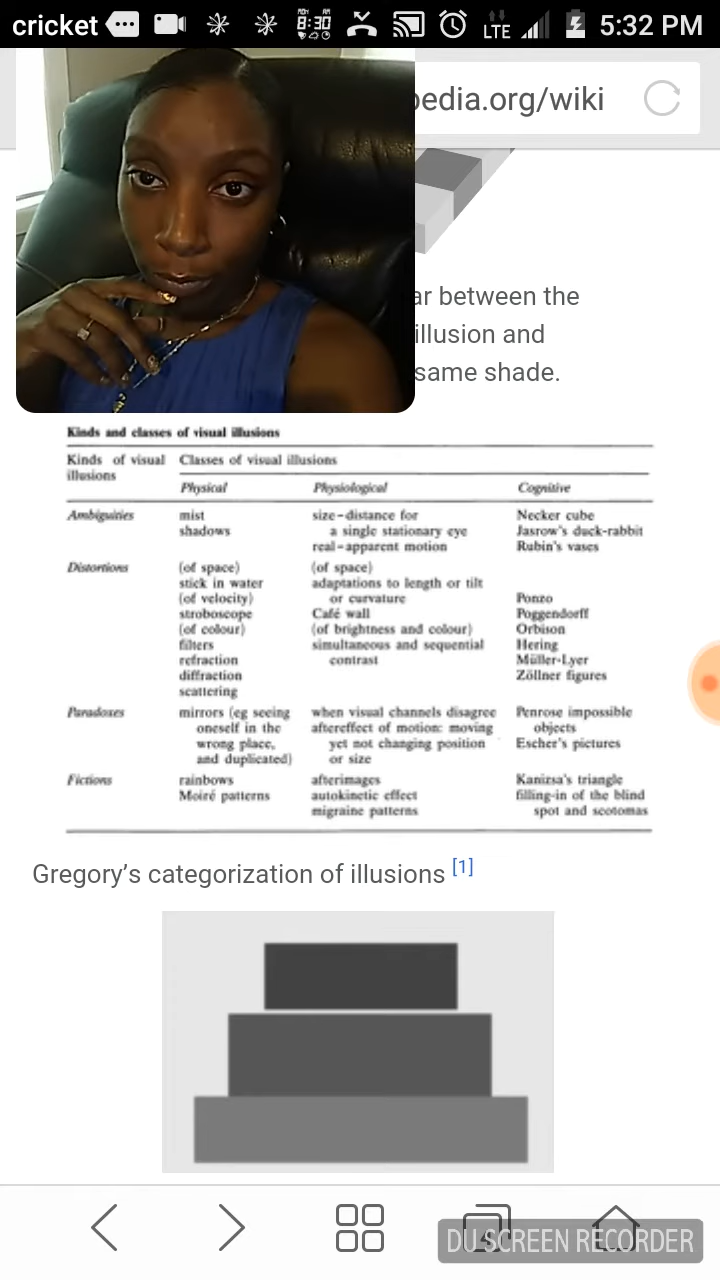 cricket 8:30 LTE 5:32 PM
MON AM
pedia.org/wiki
ar between the
illusion and
same shade.
Kinds and classes of visual illusions
Kinds of visual Classes of visual illusions
illusions
Physical Physiological Cognitive
Ambiguities mist size-distance for Necker cube
shadows a single stationary eye Jasrow's duck-rabbit
real-apparent motion Rubin's vases
Distortions (of space) (of space)
stick in water adaptations to length or tilt
(of velocity) or curvature Ponzo
stroboscope Café wall Poggendorff
(of colour) (of brightness and colour) Orbison
filters simultaneous and sequential Hering
refraction contrast Müller-Lyer
diffraction Zöllner figures
scattering
Paradoxes mirrors (eg seeing when visual channels disagree Penrose impossible
oneself in the aftereffect of motion: moving objects
wrong place, yet not changing position Escher's pictures
and duplicated) or size
Fictions rainbows afterimages Kanizsa's triangle
Moiré patterns autokinetic effect filling-in of the blind
migraine patterns spot and scotomas
Gregory's categorization of illusions [1]
DU SCREEN RECORDER